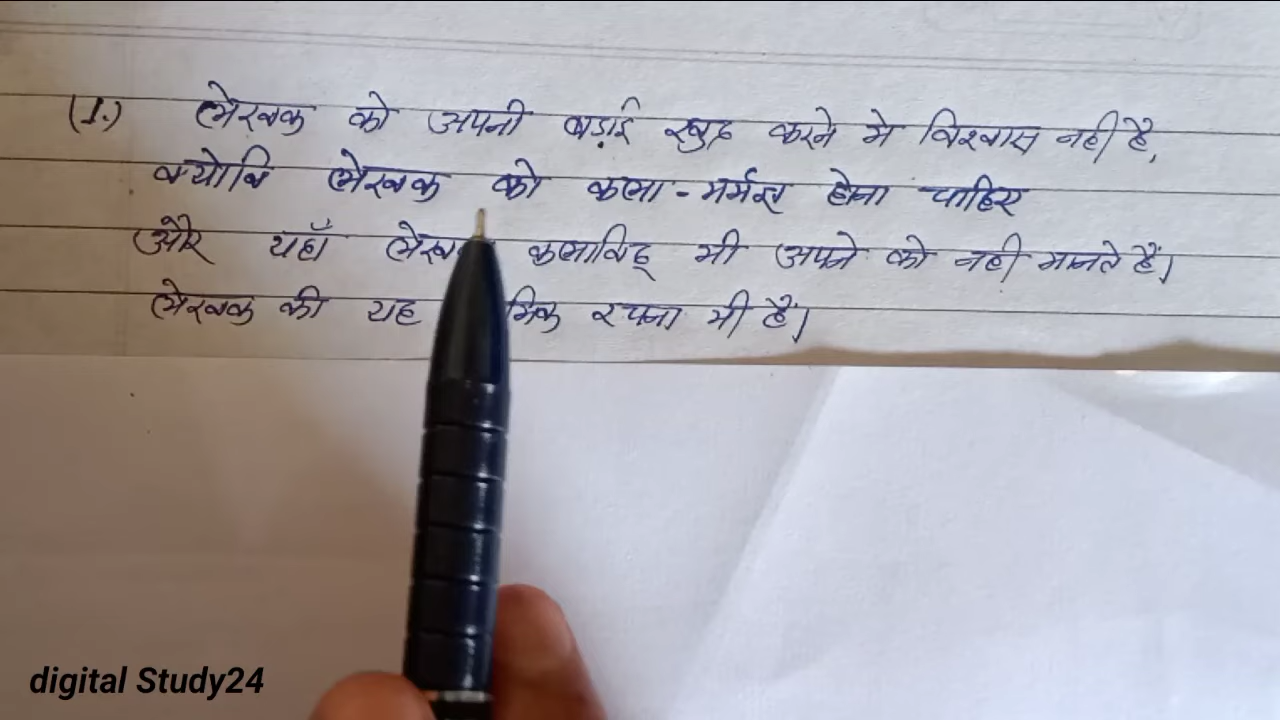 (1.) लेखक को अपनी बड़ाई खुद करने मे विश्वास नही है,
क्योकि लेखक को कला-मर्मज्ञ होना चाहिए
और यहाँ कलाविद् भी अपने को नही मानते हैं।
लेखक की यह रचना भी हैं।
digital Study24